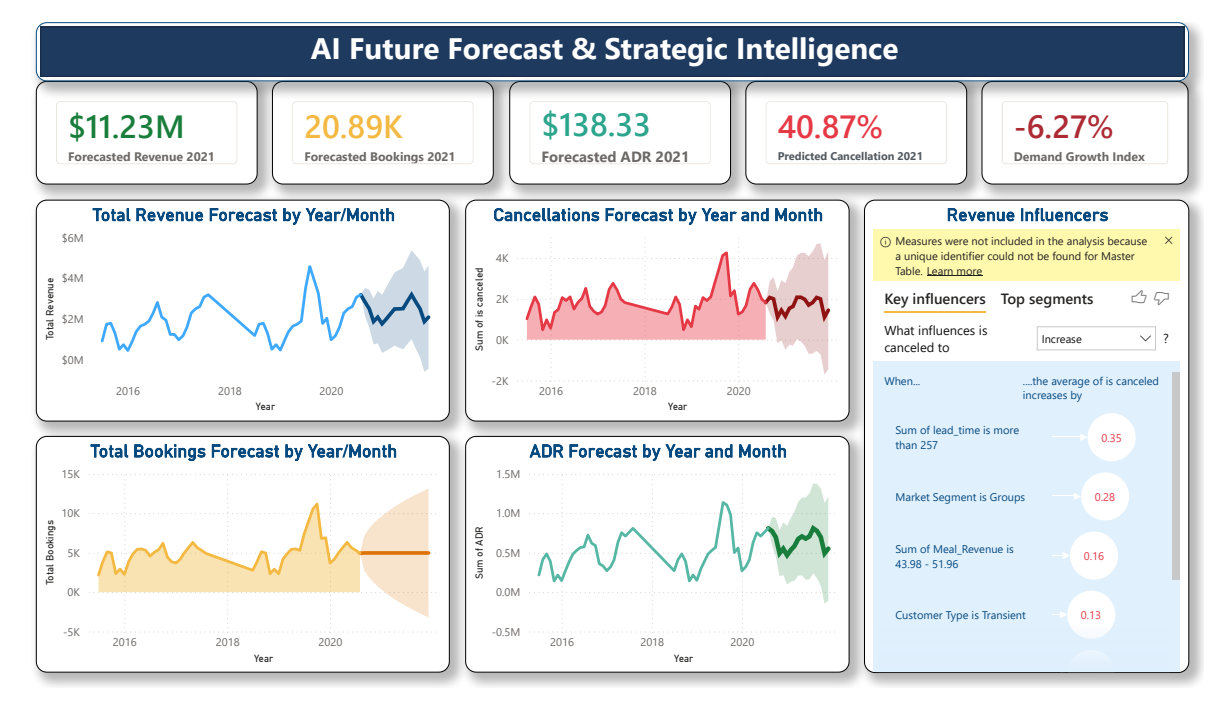 AI Future Forecast & Strategic Intelligence
$11.23M
Forecasted Revenue 2021
20.89K
Forecasted Bookings 2021
$138.33
Forecasted ADR 2021
40.87%
Predicted Cancellation 2021
-6.27%
Demand Growth Index
Total Revenue Forecast by Year/Month
$6M
$4M
$2M
$0M
Total Revenue
2016
2018
2020
Year
Cancellations Forecast by Year and Month
4K
2K
0K
-2K
Sum of is canceled
2016
2018
2020
Year
Total Bookings Forecast by Year/Month
15K
10K
5K
0K
-5K
Total Bookings
2016
2018
2020
Year
ADR Forecast by Year and Month
1.5M
1.0M
0.5M
0.0M
-0.5M
Sum of ADR
2016
2018
2020
Year
Revenue Influencers
Measures were not included in the analysis because
a unique identifier could not be found for Master
Table. Learn more
Key influencers
Top segments
What influences is
canceled to
Increase
?
When...
....the average of is canceled
increases by
Sum of lead_time is more
than 257
0.35
Market Segment is Groups
0.28
Sum of Meal_Revenue is
43.98 - 51.96
0.16
Customer Type is Transient
0.13